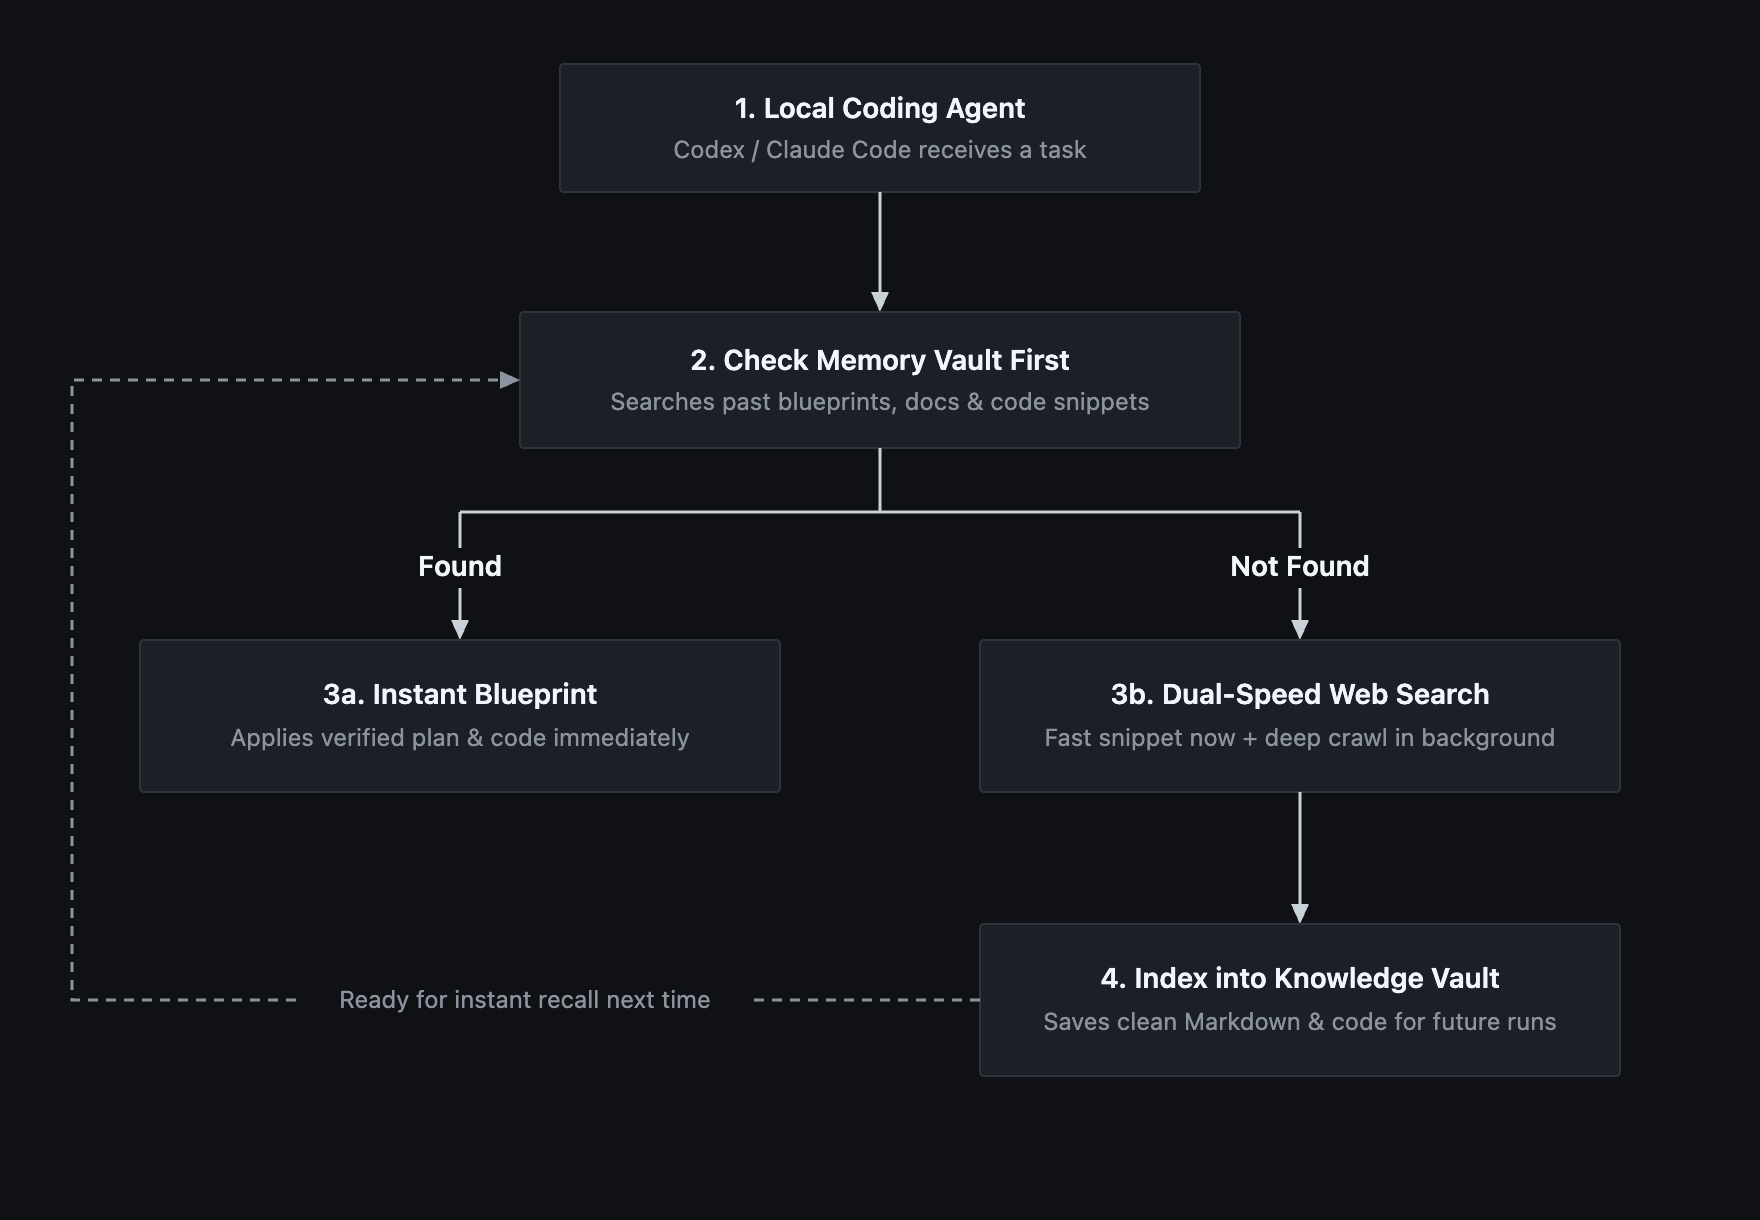 1. Local Coding Agent
Codex / Claude Code receives a task
2. Check Memory Vault First
Searches past blueprints, docs & code snippets
Found
Not Found
3a. Instant Blueprint
Applies verified plan & code immediately
3b. Dual-Speed Web Search
Fast snippet now + deep crawl in background
4. Index into Knowledge Vault
Saves clean Markdown & code for future runs
Ready for instant recall next time